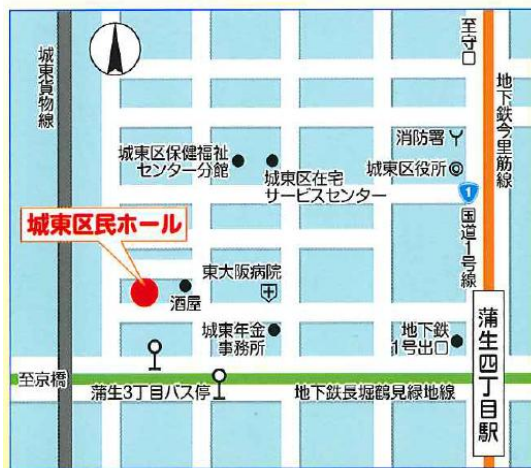 城東貨物線
至守口
地下鉄今里筋線
消防署
城東区役所
城東区保健福祉
センター分館
城東区在宅
サービスセンター
1
国道1号線
城東区民ホール
酒屋
東大阪病院
城東年金
事務所
地下鉄
1号出口
蒲生四丁目駅
至京橋
蒲生3丁目バス停
地下鉄長堀鶴見緑地線